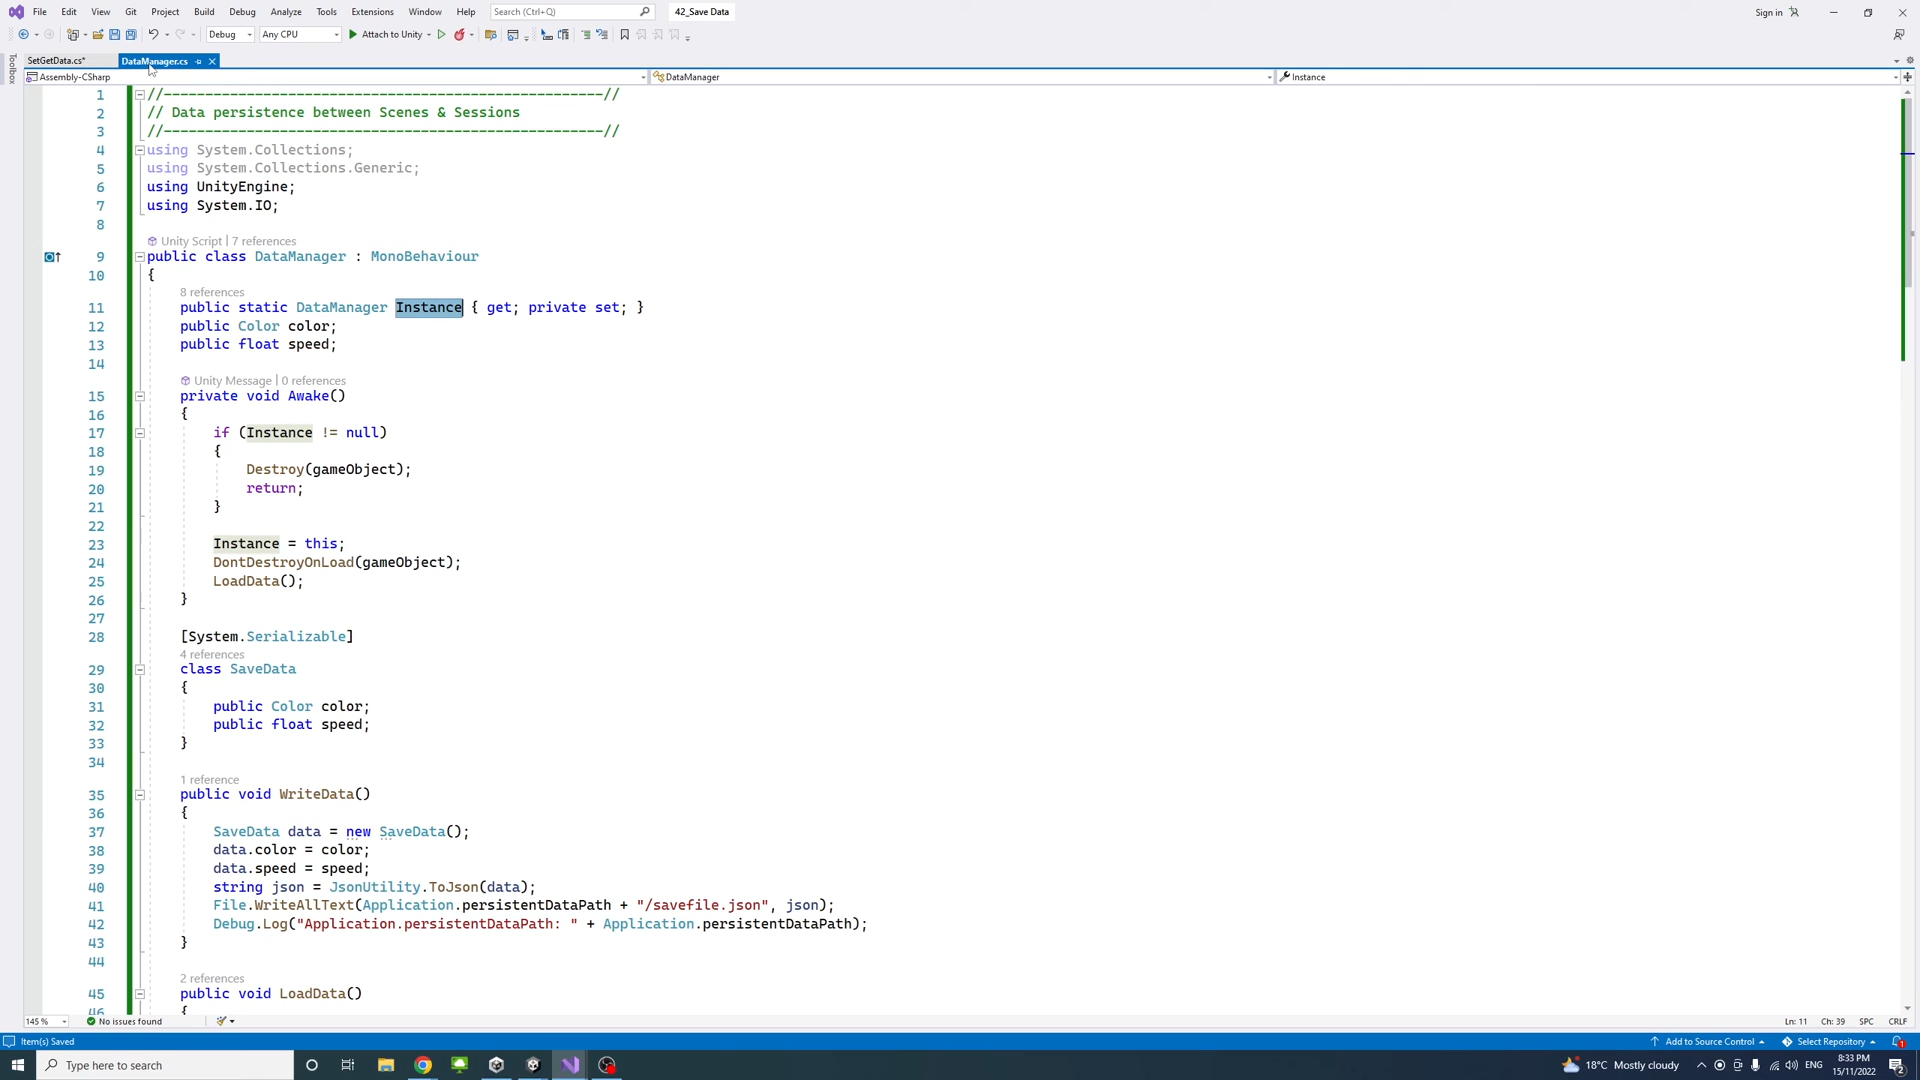 File Edit View Git Project Build Debug Test Analyze Tools Extensions Window Help Search (Ctrl+Q) 42_Save Data Sign in
Debug Any CPU Attach to Unity
SetGetData.cs* DataManager.cs
Toolbox
Assembly-CSharp DataManager Instance
1 //-----------------------------------------------------//
2 // Data persistence between Scenes & Sessions
3 //-----------------------------------------------------//
4 using System.Collections;
5 using System.Collections.Generic;
6 using UnityEngine;
7 using System.IO;
8
Unity Script | 7 references
9 public class DataManager : MonoBehaviour
10 {
8 references
11 public static DataManager Instance { get; private set; }
12 public Color color;
13 public float speed;
14
Unity Message | 0 references
15 private void Awake()
16 {
17 if (Instance != null)
18 {
19 Destroy(gameObject);
20 return;
21 }
22
23 Instance = this;
24 DontDestroyOnLoad(gameObject);
25 LoadData();
26 }
27
28 [System.Serializable]
4 references
29 class SaveData
30 {
31 public Color color;
32 public float speed;
33 }
34
1 reference
35 public void WriteData()
36 {
37 SaveData data = new SaveData();
38 data.color = color;
39 data.speed = speed;
40 string json = JsonUtility.ToJson(data);
41 File.WriteAllText(Application.persistentDataPath + "/savefile.json", json);
42 Debug.Log("Application.persistentDataPath: " + Application.persistentDataPath);
43 }
44
2 references
45 public void LoadData()
46 {
145 % No issues found Ln: 11 Ch: 39 SPC CRLF
Item(s) Saved Add to Source Control Select Repository 1
Type here to search 18°C Mostly cloudy ENG 8:33 PM
15/11/2022 2